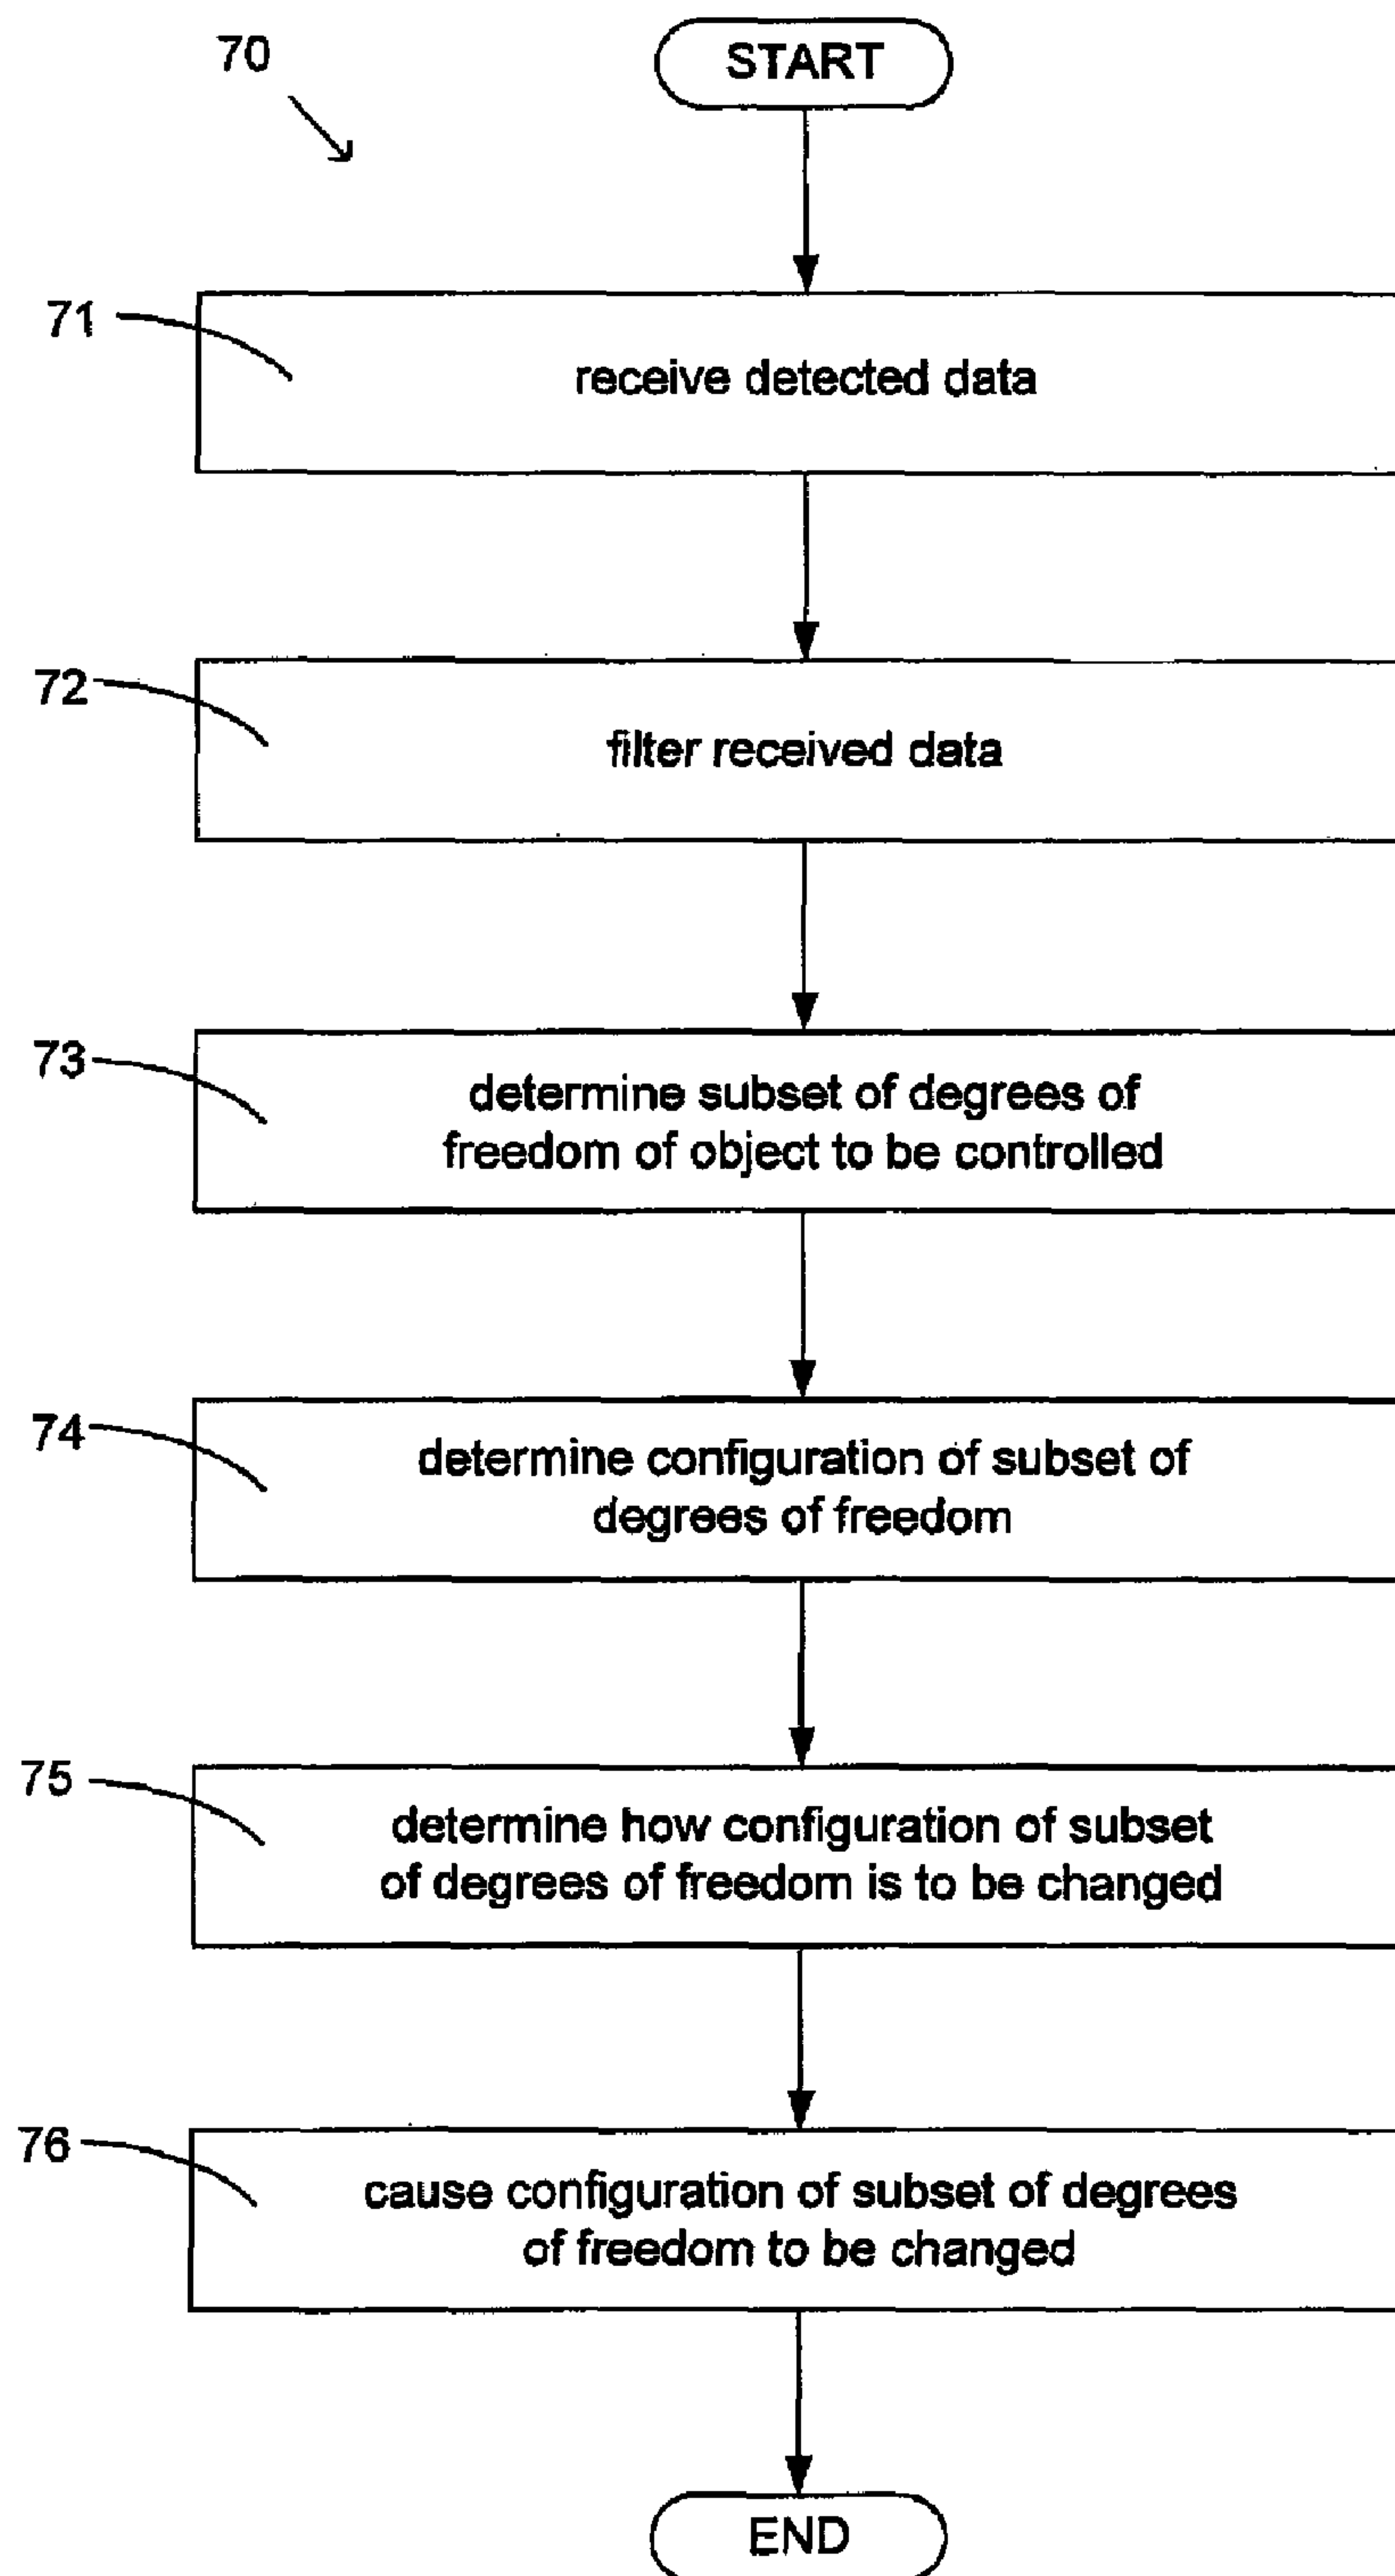 70
START
71
receive detected data
72
filter received data
73
determine subset of degrees of
freedom of object to be controlled
74
determine configuration of subset of
degrees of freedom
75
determine how configuration of subset
of degrees of freedom is to be changed
76
cause configuration of subset of degrees
of freedom to be changed
END